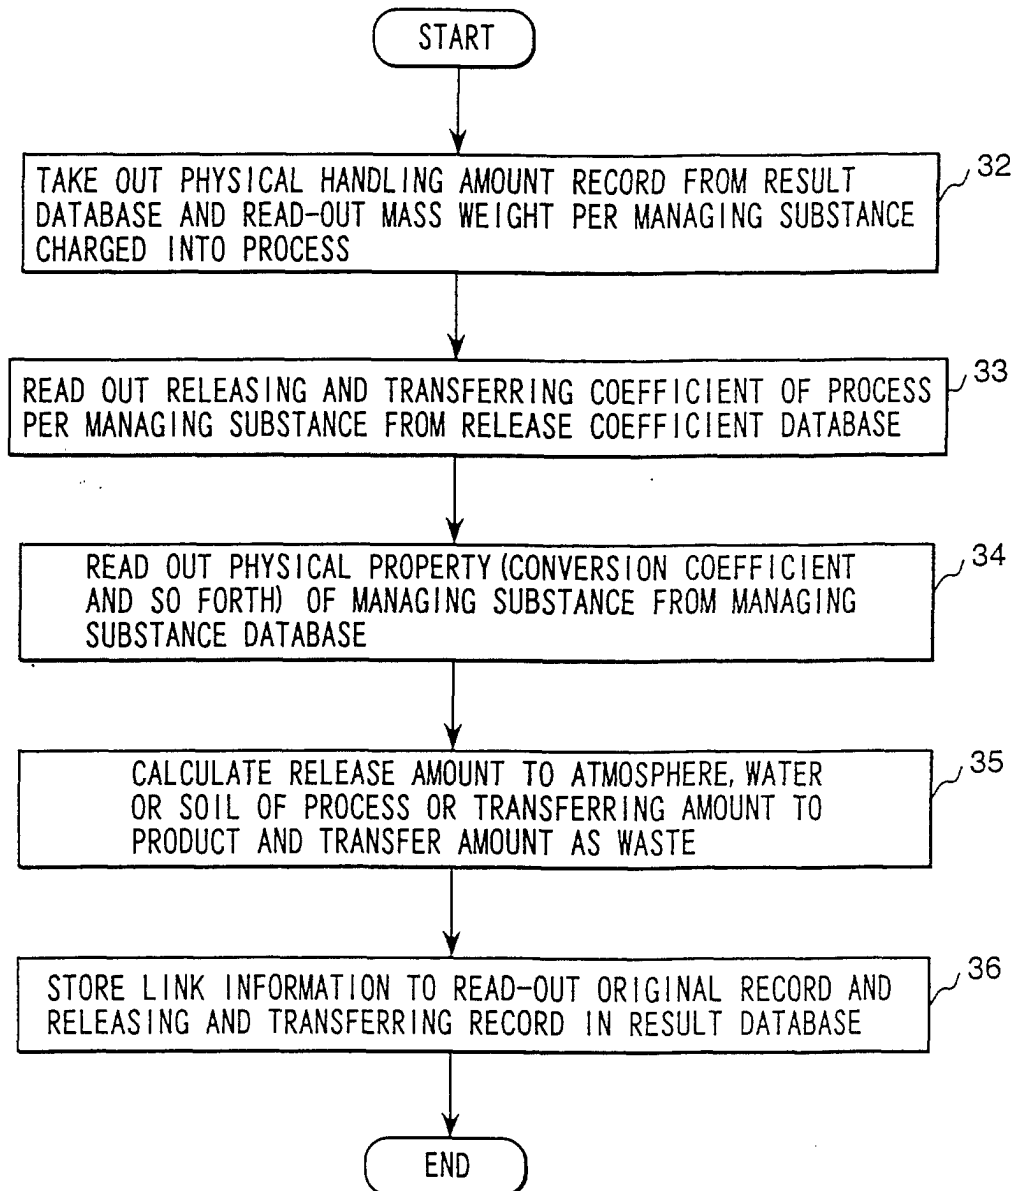 START
32
TAKE OUT PHYSICAL HANDLING AMOUNT RECORD FROM RESULT
DATABASE AND READ-OUT MASS WEIGHT PER MANAGING SUBSTANCE
CHARGED INTO PROCESS
33
READ OUT RELEASING AND TRANSFERRING COEFFICIENT OF PROCESS
PER MANAGING SUBSTANCE FROM RELEASE COEFFICIENT DATABASE
34
READ OUT PHYSICAL PROPERTY (CONVERSION COEFFICIENT
AND SO FORTH) OF MANAGING SUBSTANCE FROM MANAGING
SUBSTANCE DATABASE
35
CALCULATE RELEASE AMOUNT TO ATMOSPHERE, WATER
OR SOIL OF PROCESS OR TRANSFERRING AMOUNT TO
PRODUCT AND TRANSFER AMOUNT AS WASTE
36
STORE LINK INFORMATION TO READ-OUT ORIGINAL RECORD AND
RELEASING AND TRANSFERRING RECORD IN RESULT DATABASE
END